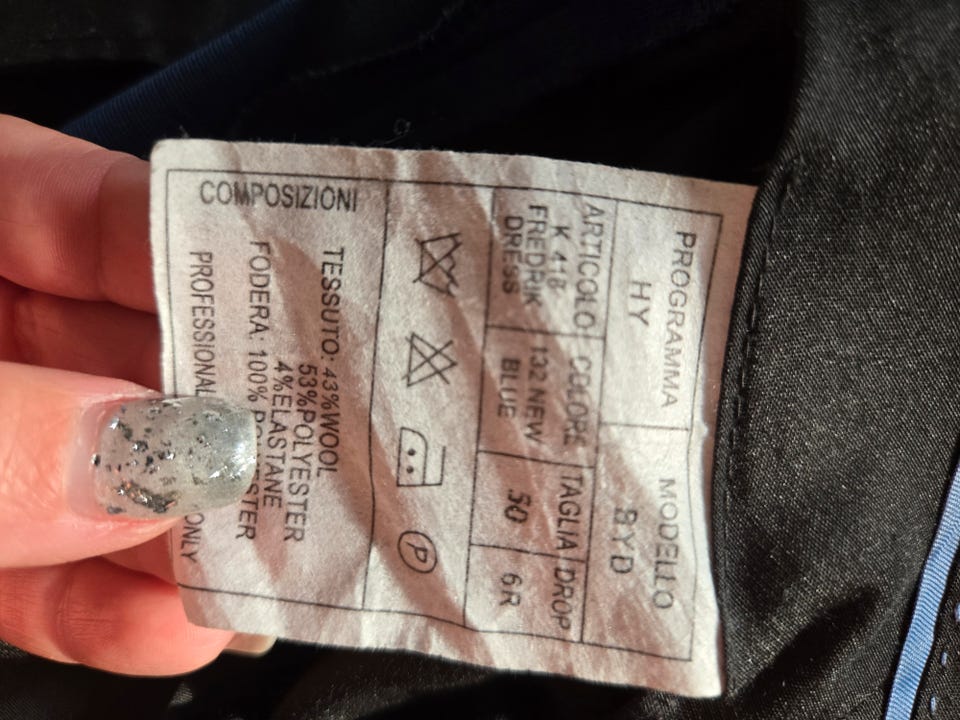 PROGRAMMA
HY
MODELLO
BYD
ARTICOLO
K 418
FREDRIK
DRESS
COLORE
132 NEW
BLUE
TAGLIA
50
DROP
6R
P
COMPOSIZIONI
TESSUTO: 43%WOOL
53%POLYESTER
4%ELASTANE
FODERA: 100%
PROFESSIONAL ONLY